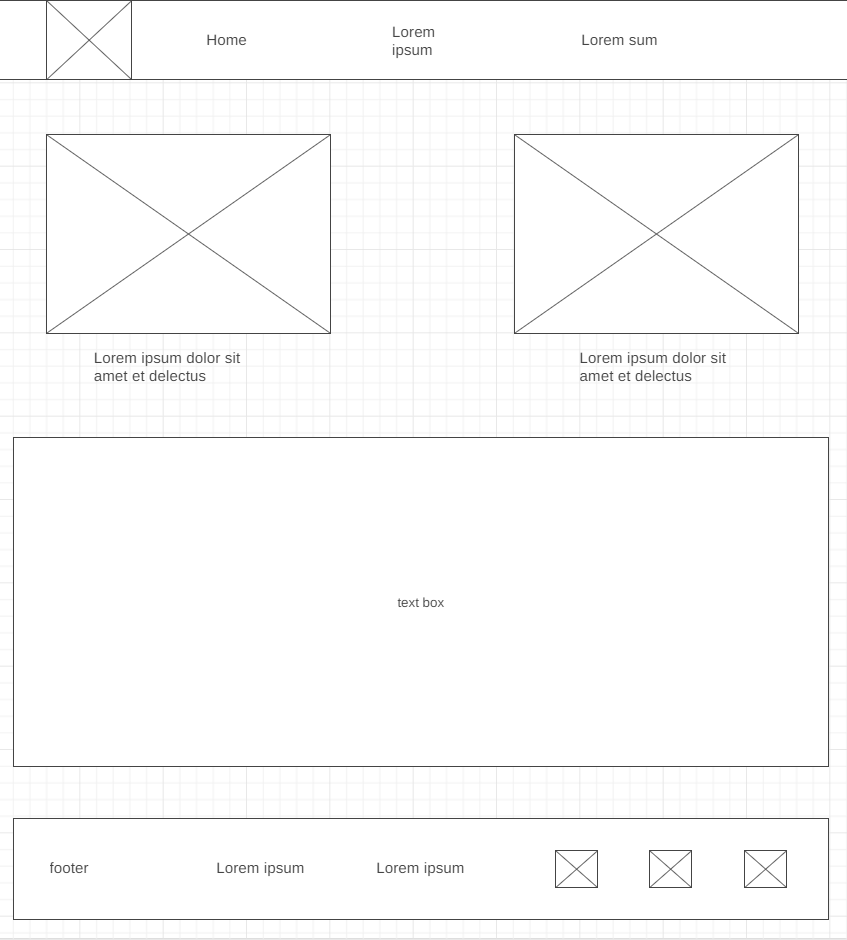 Home
Lorem
ipsum
Lorem sum
Lorem ipsum dolor sit
amet et delectus
Lorem ipsum dolor sit
amet et delectus
text box
footer
Lorem ipsum
Lorem ipsum